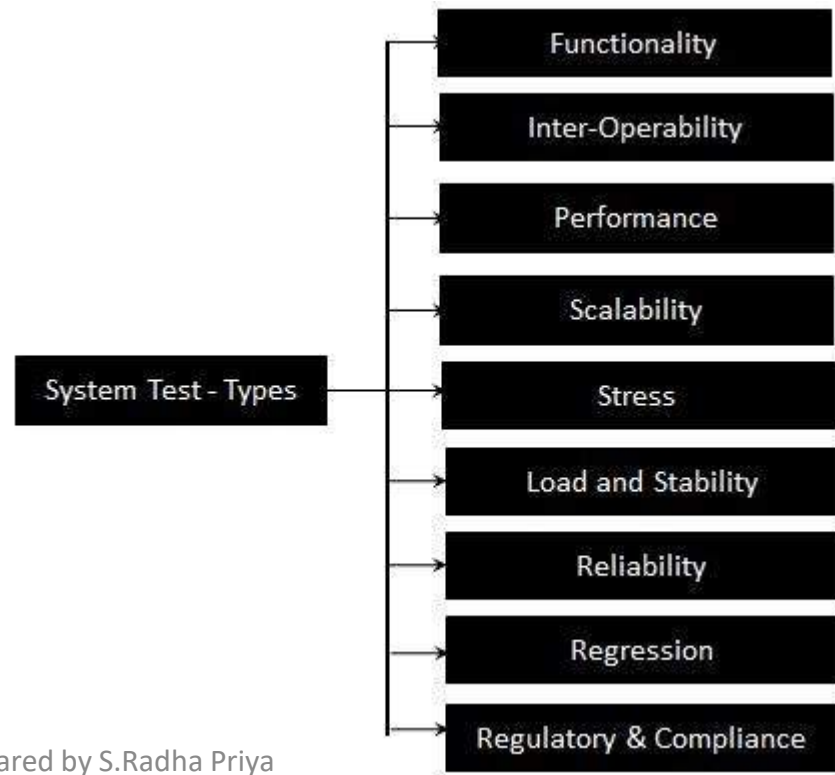 Functionality
Inter-Operability
Performance
Scalability
System Test - Types
Stress
Load and Stability
Reliability
Regression
Regulatory & Compliance
by S.Radha Priya